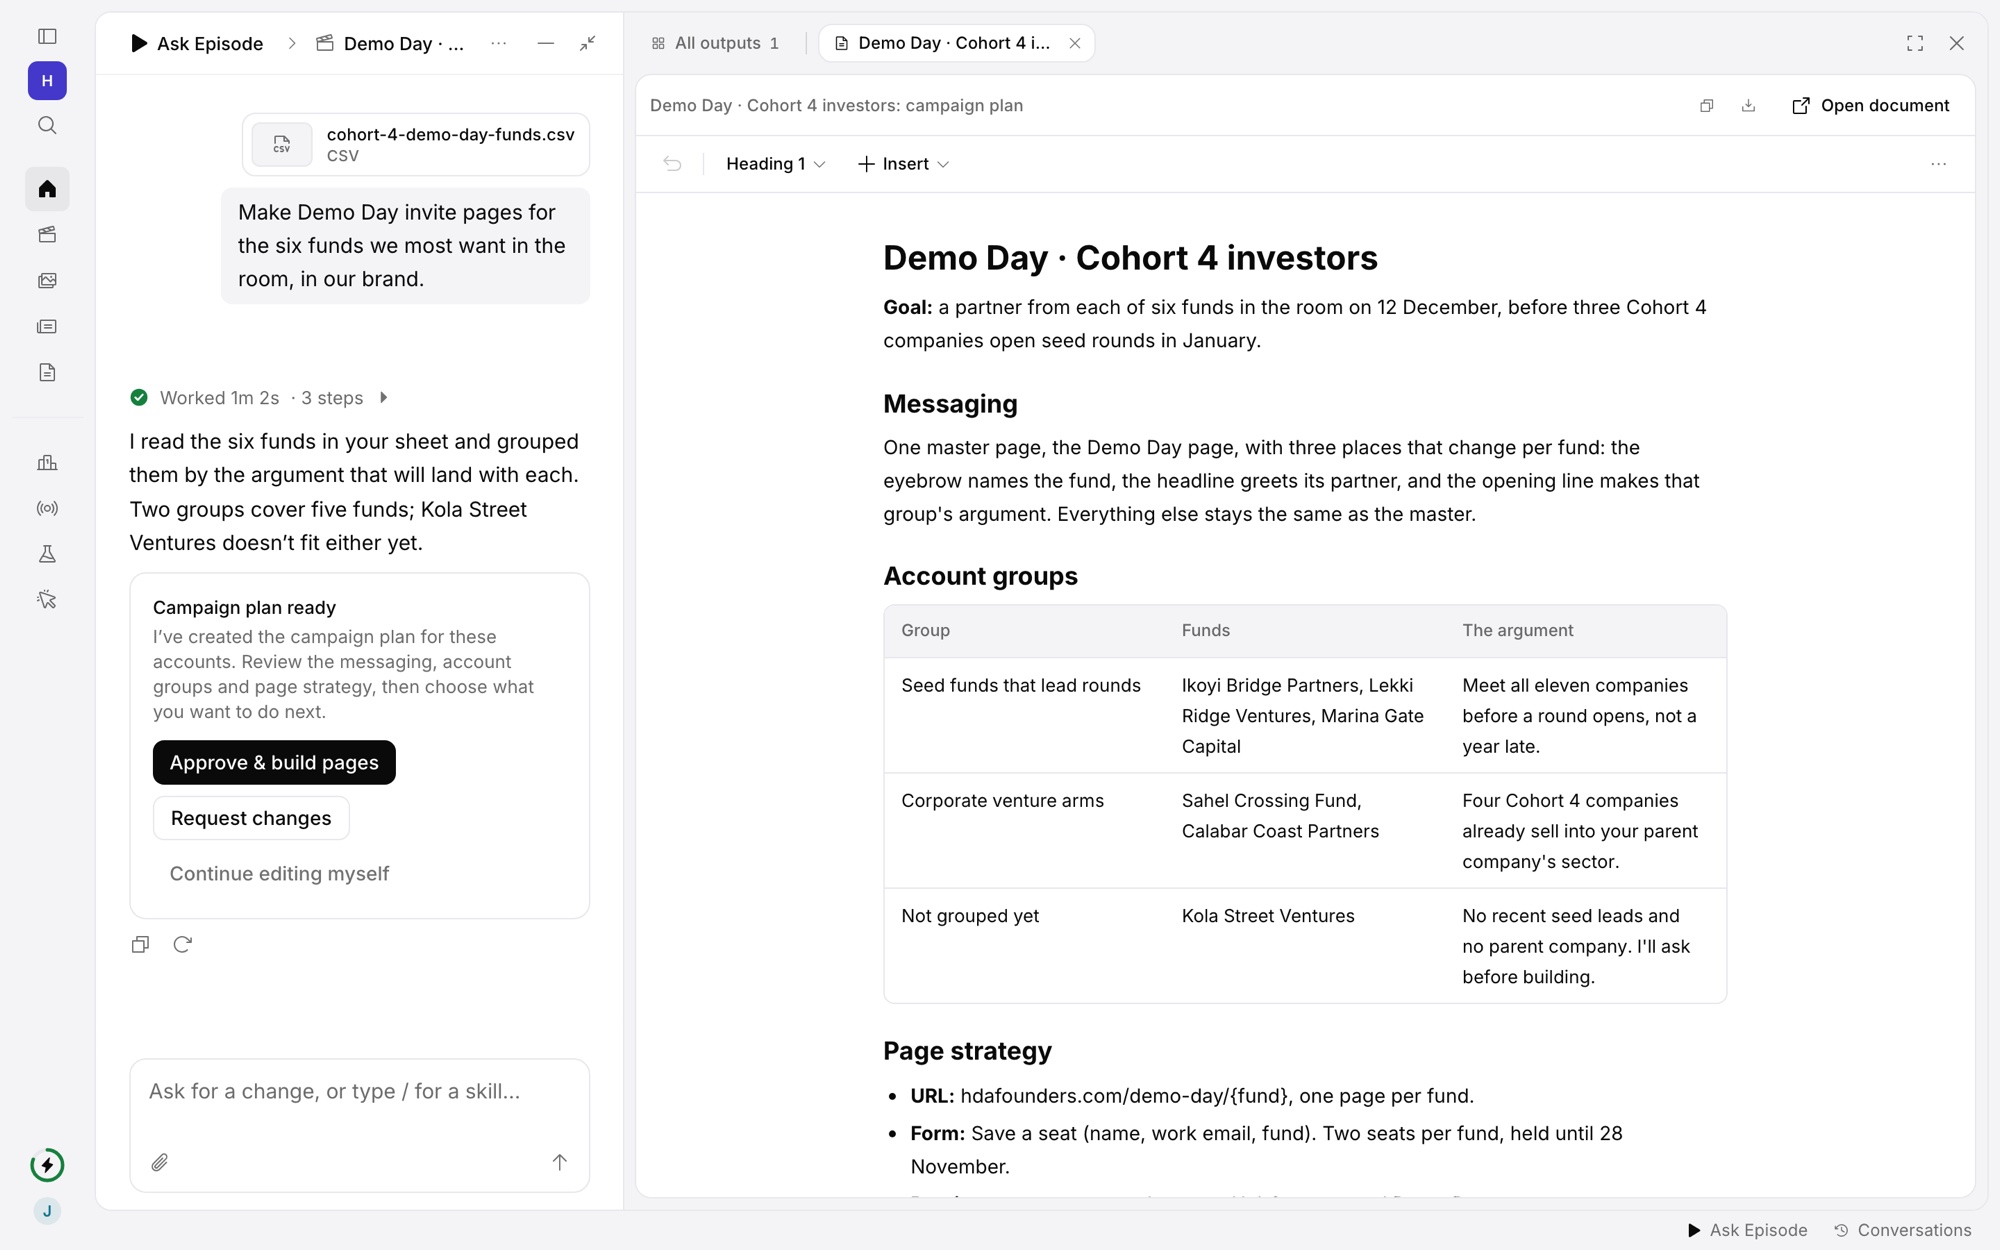 H
Ask Episode
Demo Day · ...
cohort-4-demo-day-funds.csv
CSV
CSV
Make Demo Day invite pages for
the six funds we most want in the
room, in our brand.
Worked 1m 2s · 3 steps
I read the six funds in your sheet and grouped
them by the argument that will land with each.
Two groups cover five funds; Kola Street
Ventures doesn’t fit either yet.
Campaign plan ready
I’ve created the campaign plan for these
accounts. Review the messaging, account
groups and page strategy, then choose what
you want to do next.
Approve & build pages
Request changes
Continue editing myself
Ask for a change, or type / for a skill...
J
All outputs 1
Demo Day · Cohort 4 i...
Demo Day · Cohort 4 investors: campaign plan
Open document
Heading 1
Insert
Demo Day · Cohort 4 investors
Goal: a partner from each of six funds in the room on 12 December, before three Cohort 4
companies open seed rounds in January.
Messaging
One master page, the Demo Day page, with three places that change per fund: the
eyebrow names the fund, the headline greets its partner, and the opening line makes that
group's argument. Everything else stays the same as the master.
Account groups
Group
Funds
The argument
Seed funds that lead rounds
Ikoyi Bridge Partners, Lekki
Ridge Ventures, Marina Gate
Capital
Meet all eleven companies
before a round opens, not a
year late.
Corporate venture arms
Sahel Crossing Fund,
Calabar Coast Partners
Four Cohort 4 companies
already sell into your parent
company's sector.
Not grouped yet
Kola Street Ventures
No recent seed leads and
no parent company. I'll ask
before building.
Page strategy
• URL: hdafounders.com/demo-day/{fund}, one page per fund.
• Form: Save a seat (name, work email, fund). Two seats per fund, held until 28
November.
Ask Episode
Conversations